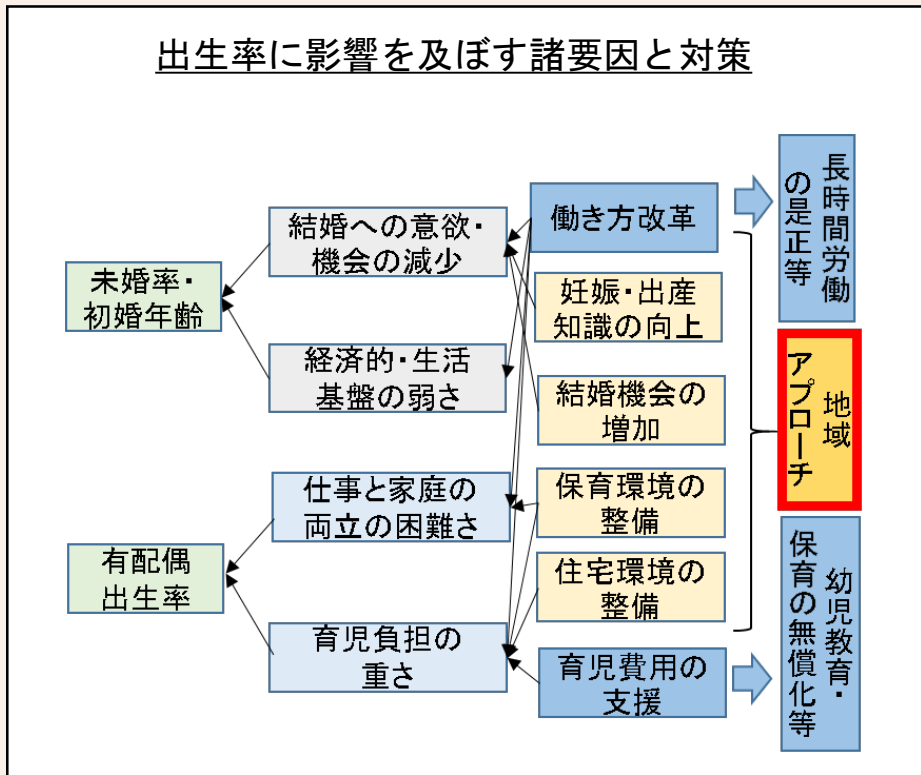 出生率に影響を及ぼす諸要因と対策
未婚率・
初婚年齢
有配偶
出生率
結婚への意欲・
機会の減少
経済的・生活
基盤の弱さ
仕事と家庭の
両立の困難さ
育児負担の
重さ
働き方改革
妊娠・出産
知識の向上
結婚機会の
増加
保育環境の
整備
住宅環境の
整備
育児費用の
支援
長時間労働
の是正等
地域
アプローチ
幼児教育・
保育の無償化等